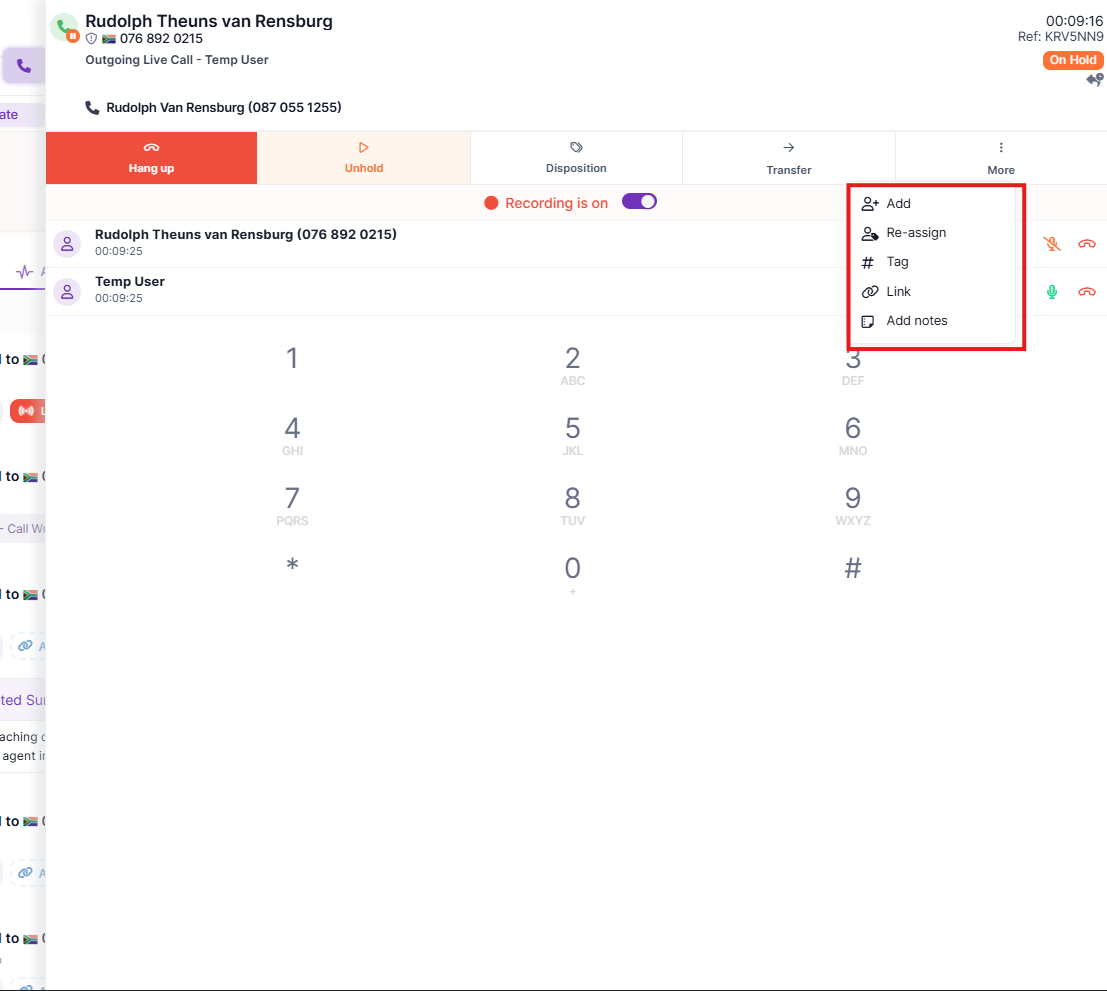 Rudolph Theuns van Rensburg
076 892 0215
Outgoing Live Call - Temp User
Rudolph Van Rensburg (087 055 1255)
00:09:16
Ref: KRV5NN9
On Hold
Hang up
Unhold
Disposition
Transfer
More
Recording is on
Add
Re-assign
Tag
Link
Add notes
Rudolph Theuns van Rensburg (076 892 0215)
00:09:25
Temp User
00:09:25
1
2
ABC
3
DEF
4
GHI
5
JKL
6
MNO
7
PQRS
8
TUV
9
WXYZ
*
0
+
#
ate
to
to
- Call Wr
to
ted Sur
aching
agent in
to
to